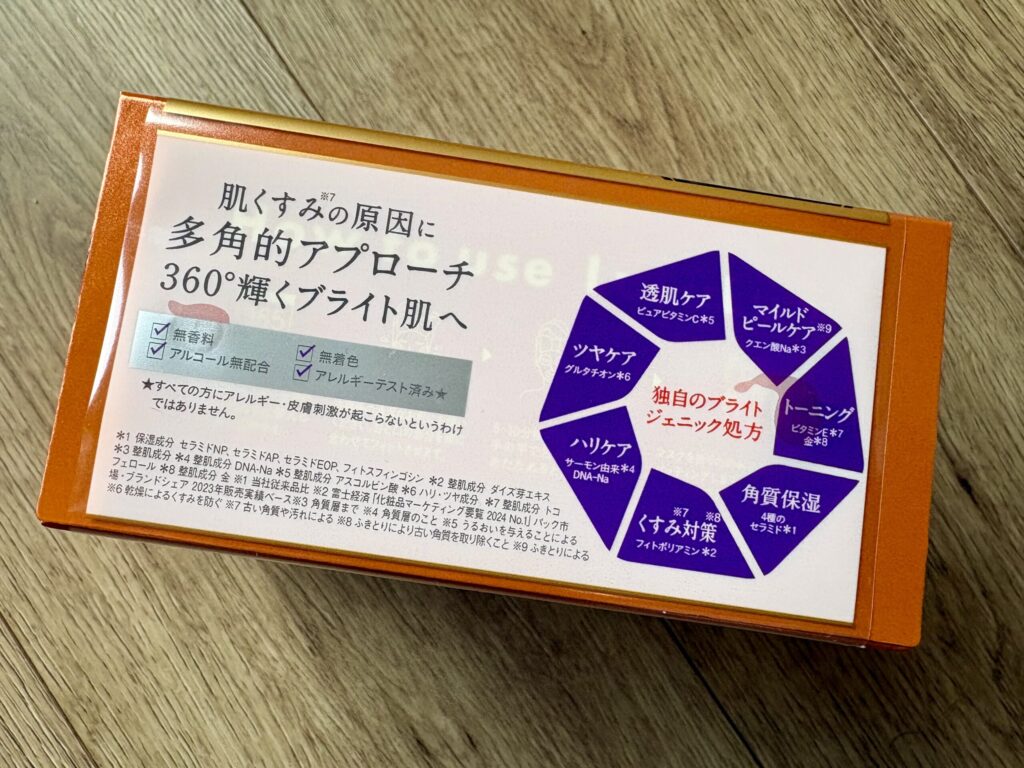 肌くすみ※7の原因に
多角的アプローチ
360°輝くブライト肌へ
無香料
無着色
アルコール無配合
アレルギーテスト済み★
★すべての方にアレルギー・皮膚刺激が起こらないというわけ
ではありません。
＊1 保湿成分 セラミドNP, セラミドAP, セラミドEOP, フィトスフィンゴシン ＊2 整肌成分 ダイズ芽エキス
＊3 整肌成分 ＊4 整肌成分 DNA-Na ＊5 整肌成分 アスコルビン酸 ＊6 ハリ・ツヤ成分 ＊7 整肌成分 トコ
フェロール ＊8 整肌成分 金 ※1 当社従来品比 ※2 富士経済「化粧品マーケティング要覧 2024 No.1」パック市
場・ブランドシェア 2023年販売実績ベース ※3 角質層まで ※4 角質層のこと ※5 うるおいを与えることによる
※6 乾燥によるくすみを防ぐ ※7 古い角質や汚れによる ※8 ふきとりにより古い角質を取り除くこと ※9 ふきとりによる
透肌ケア
ピュアビタミンC＊5
マイルド
ピールケア※9
クエン酸Na＊3
ツヤケア
グルタチオン＊6
トーニング
ビタミンE＊7
金＊8
独自のブライト
ジェニック処方
ハリケア
サーモン由来＊4
DNA-Na
角質保湿
4種の
セラミド＊1
くすみ※7対策※8
フィトポリアミン＊2
use